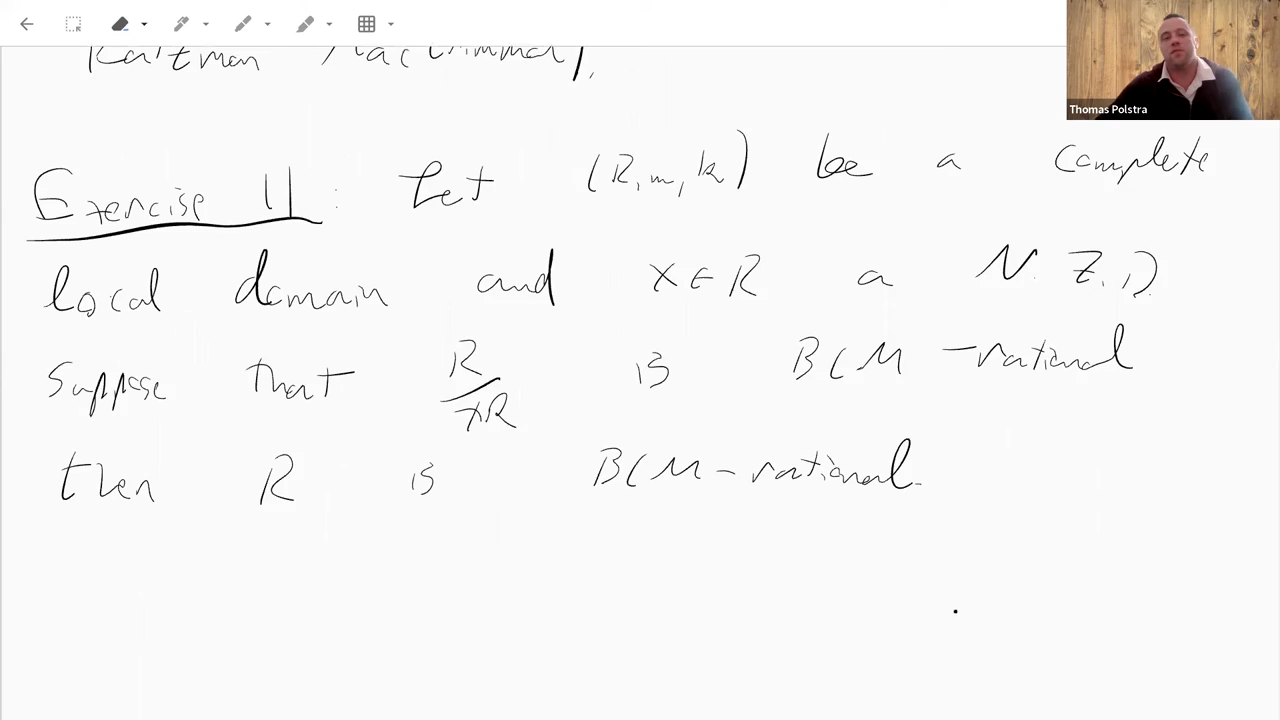 Katzman
Thomas Polstra
Exercise 11: Let (R,m,k) be a complete
local domain and x∈R a N.Z.D.
Suppose that R/xR is BCM-rational
then R is BCM-rational.